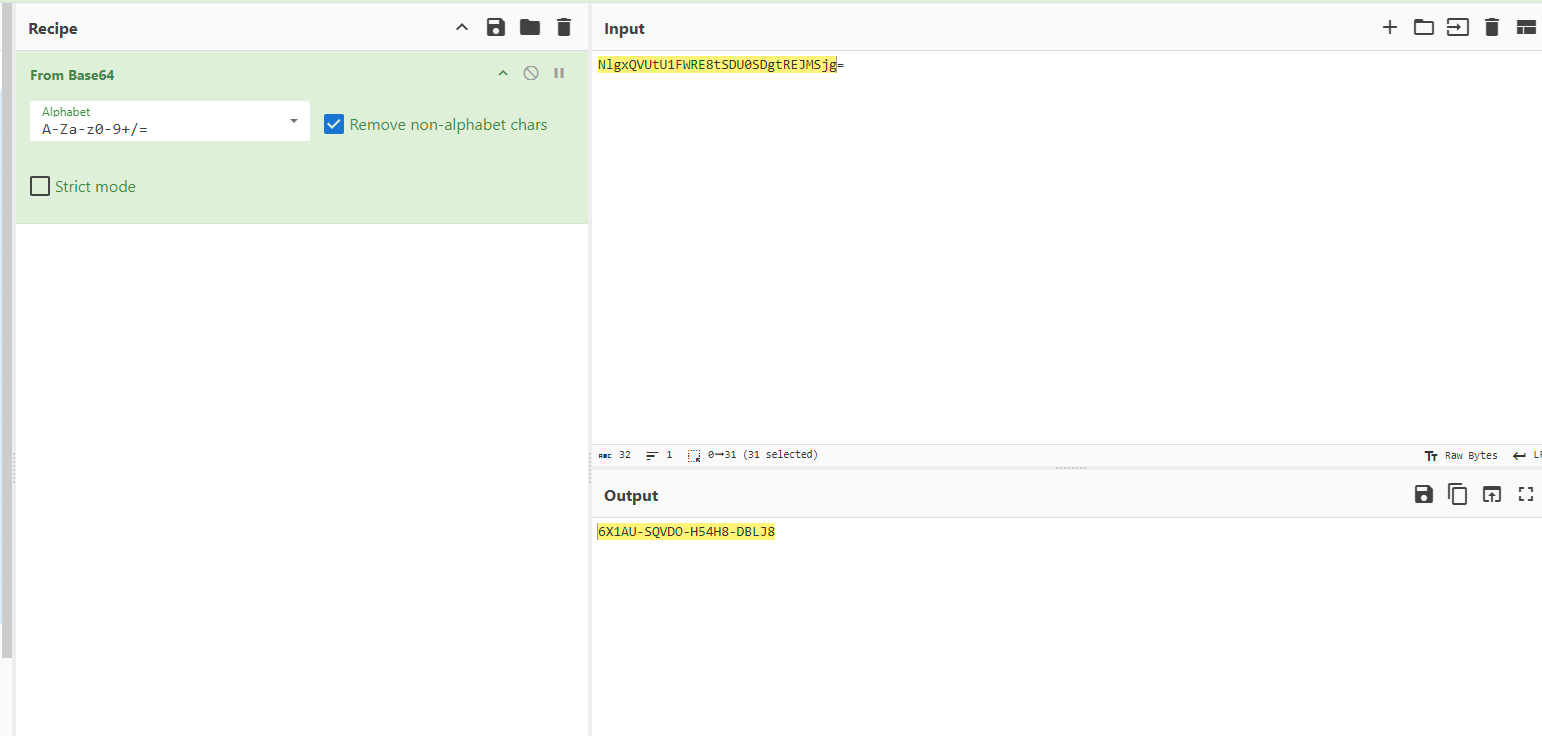 Recipe
From Base64
Alphabet
A-Za-z0-9+/=
Remove non-alphabet chars
Strict mode
Input
NlgxQVUtU1FWRE8tSDU0SDgtREJMSjg=
ABC 32 1 0→31 (31 selected) Tт Raw Bytes
Output
6X1AU-SQVDO-H54H8-DBLJ8